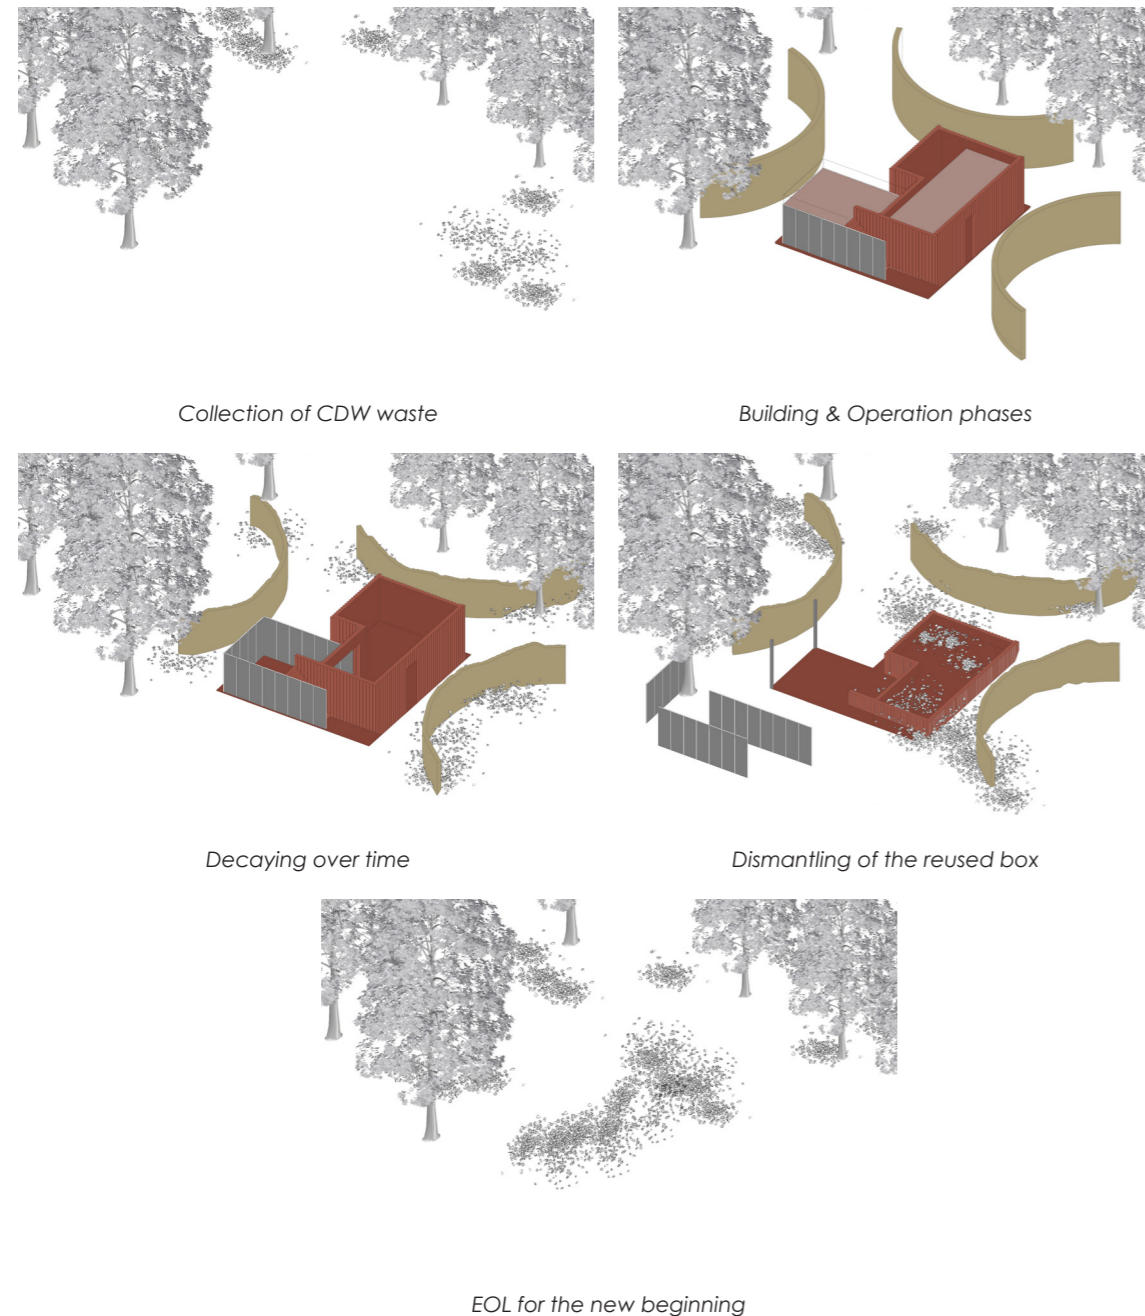 Collection of CDW waste
Building & Operation phases
Decaying over time
Dismantling of the reused box
EOL for the new beginning